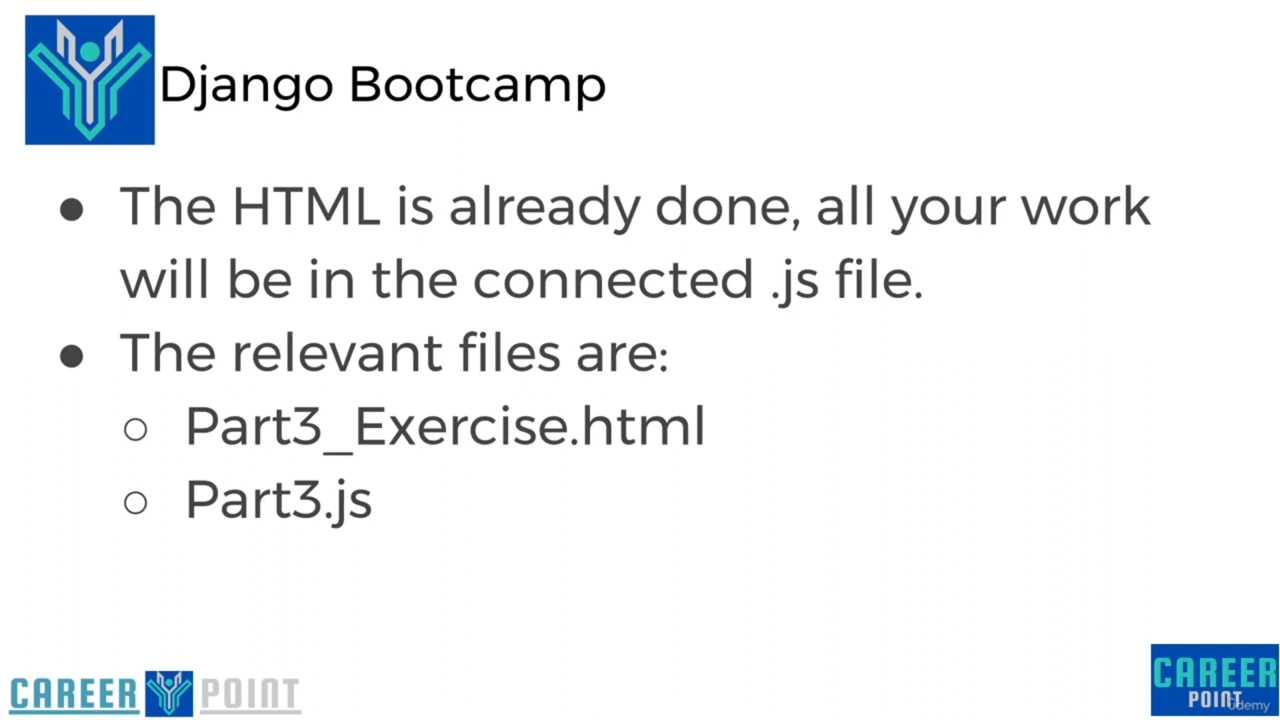 Django Bootcamp
● The HTML is already done, all your work
will be in the connected .js file.
● The relevant files are:
○ Part3_Exercise.html
○ Part3.js
CAREER POINT
CAREER
POINT
Udemy